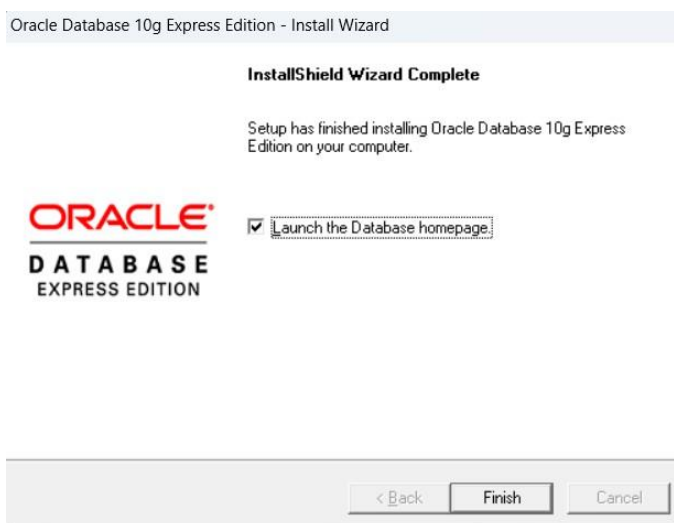 Oracle Database 10g Express Edition - Install Wizard
InstallShield Wizard Complete
Setup has finished installing Oracle Database 10g Express
Edition on your computer.
ORACLE
DATABASE
EXPRESS EDITION
Launch the Database homepage.
< Back
Finish
Cancel